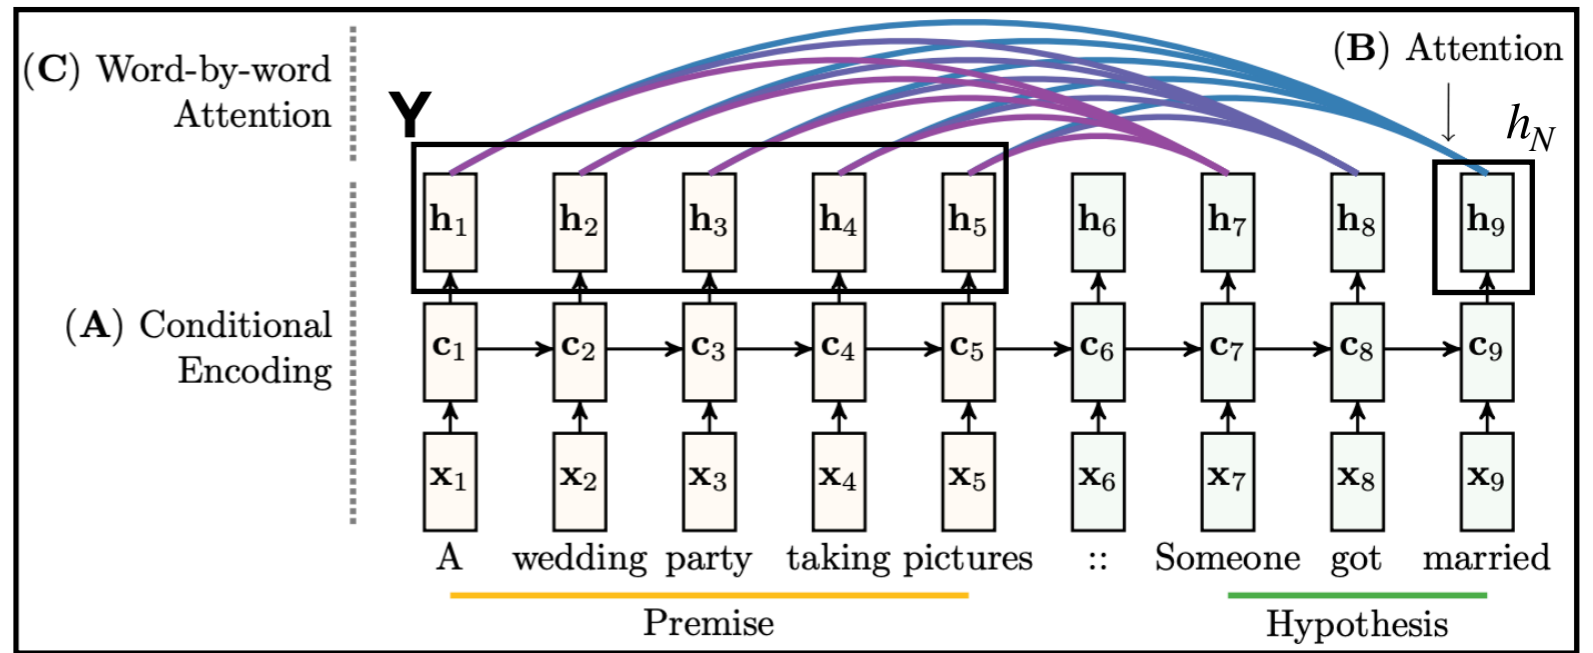 (C) Word-by-word
Attention
(B) Attention
Y
h_N
h₁ h₂ h₃ h₄ h₅ h₆ h₇ h₈ h₉
(A) Conditional
Encoding
c₁ c₂ c₃ c₄ c₅ c₆ c₇ c₈ c₉
x₁ x₂ x₃ x₄ x₅ x₆ x₇ x₈ x₉
A wedding party taking pictures :: Someone got married
Premise Hypothesis